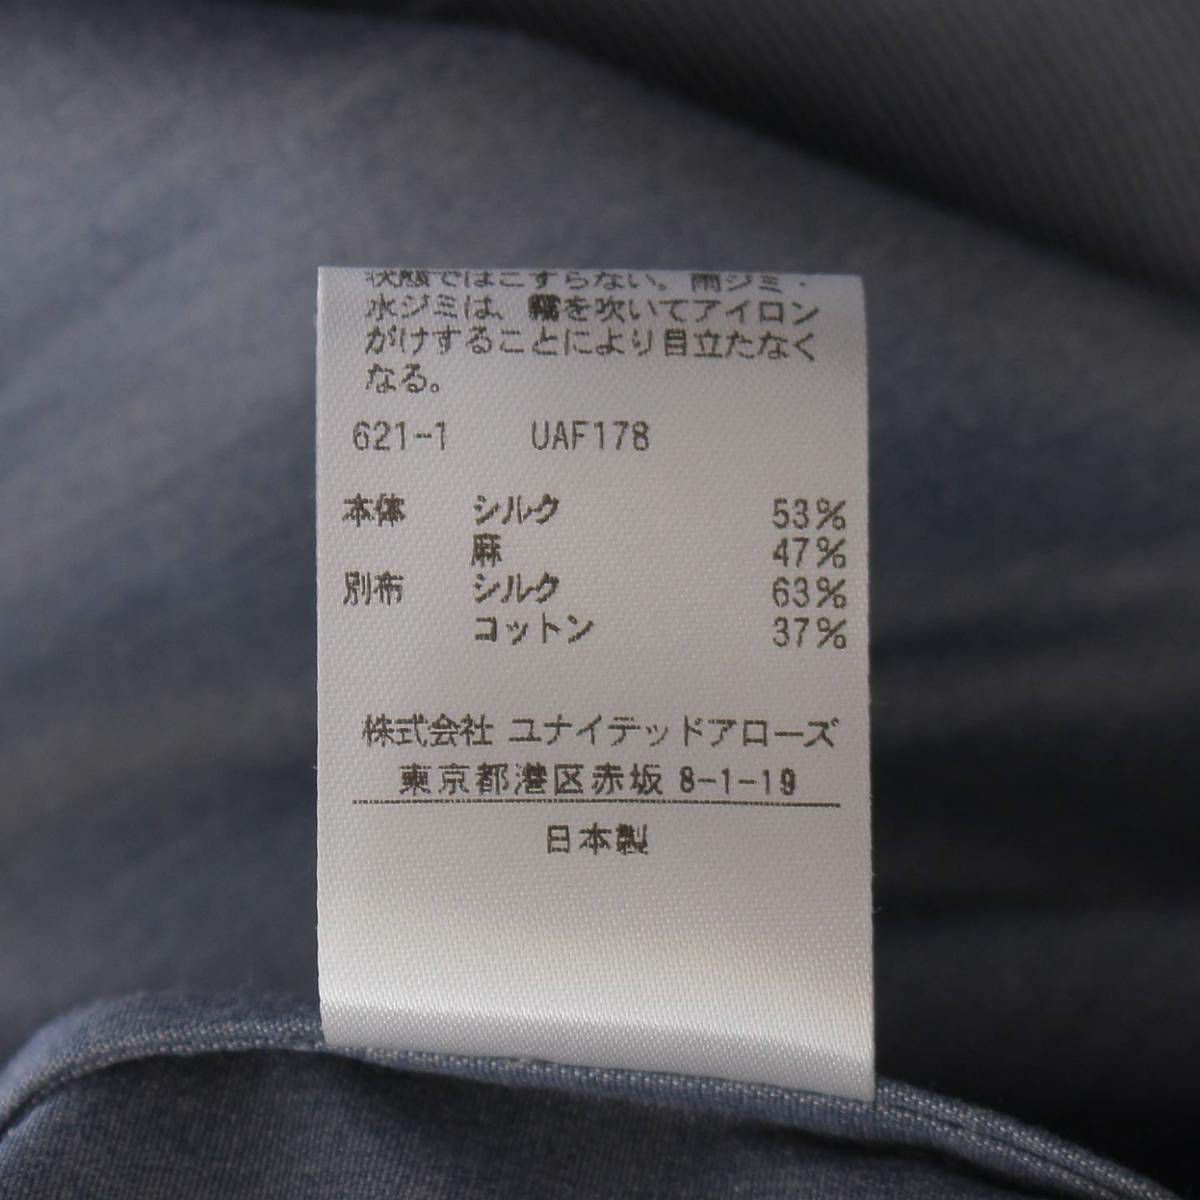 状態ではこすらない。雨ジミ・
水ジミは、霧を吹いてアイロン
がけすることにより目立たなく
なる。
621-1 UAF178
本体 シルク 53%
麻 47%
別布 シルク 63%
コットン 37%
株式会社 ユナイテッドアローズ
東京都港区赤坂 8-1-19
日本製